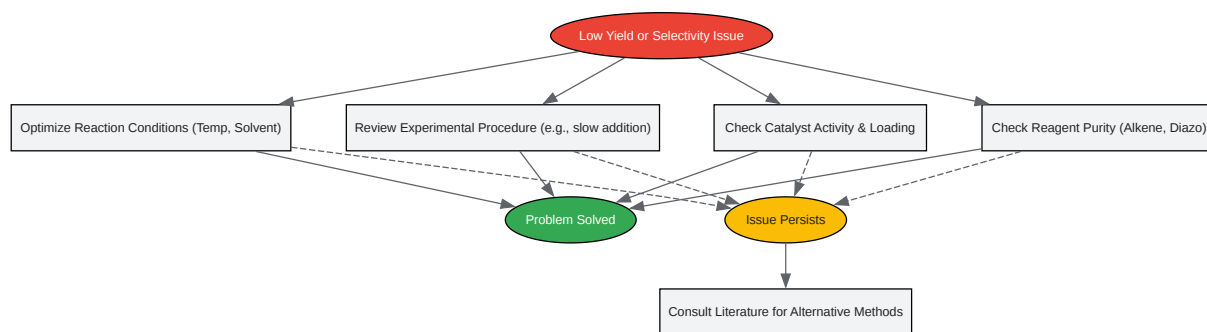 Low Yield or Selectivity Issue
Optimize Reaction Conditions (Temp, Solvent)
Review Experimental Procedure (e.g., slow addition)
Check Catalyst Activity & Loading
Check Reagent Purity (Alkene, Diazo)
Problem Solved
Issue Persists
Consult Literature for Alternative Methods